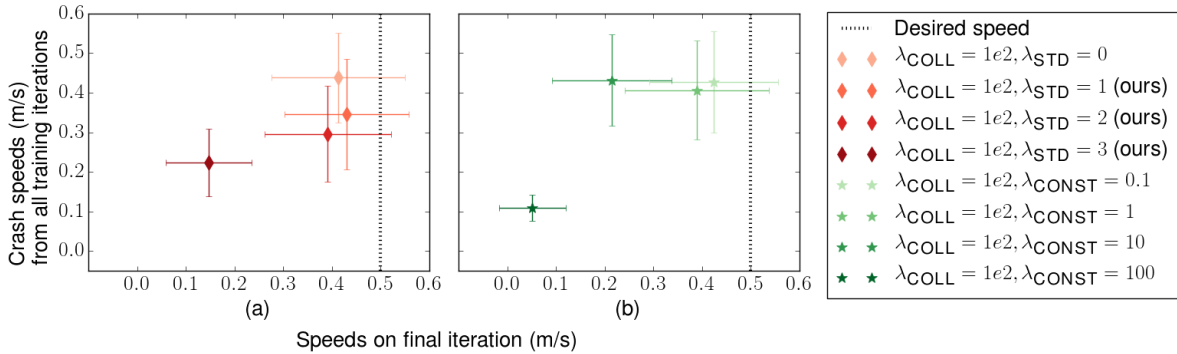 Crash speeds (m/s)
from all training iterations
0.6
0.5
0.4
0.3
0.2
0.1
0.0
0.0 0.1 0.2 0.3 0.4 0.5 0.6
(a)
0.0 0.1 0.2 0.3 0.4 0.5 0.6
(b)
Speeds on final iteration (m/s)
Desired speed
λCOLL = 1e2, λSTD = 0
λCOLL = 1e2, λSTD = 1 (ours)
λCOLL = 1e2, λSTD = 2 (ours)
λCOLL = 1e2, λSTD = 3 (ours)
λCOLL = 1e2, λCONST = 0.1
λCOLL = 1e2, λCONST = 1
λCOLL = 1e2, λCONST = 10
λCOLL = 1e2, λCONST = 100